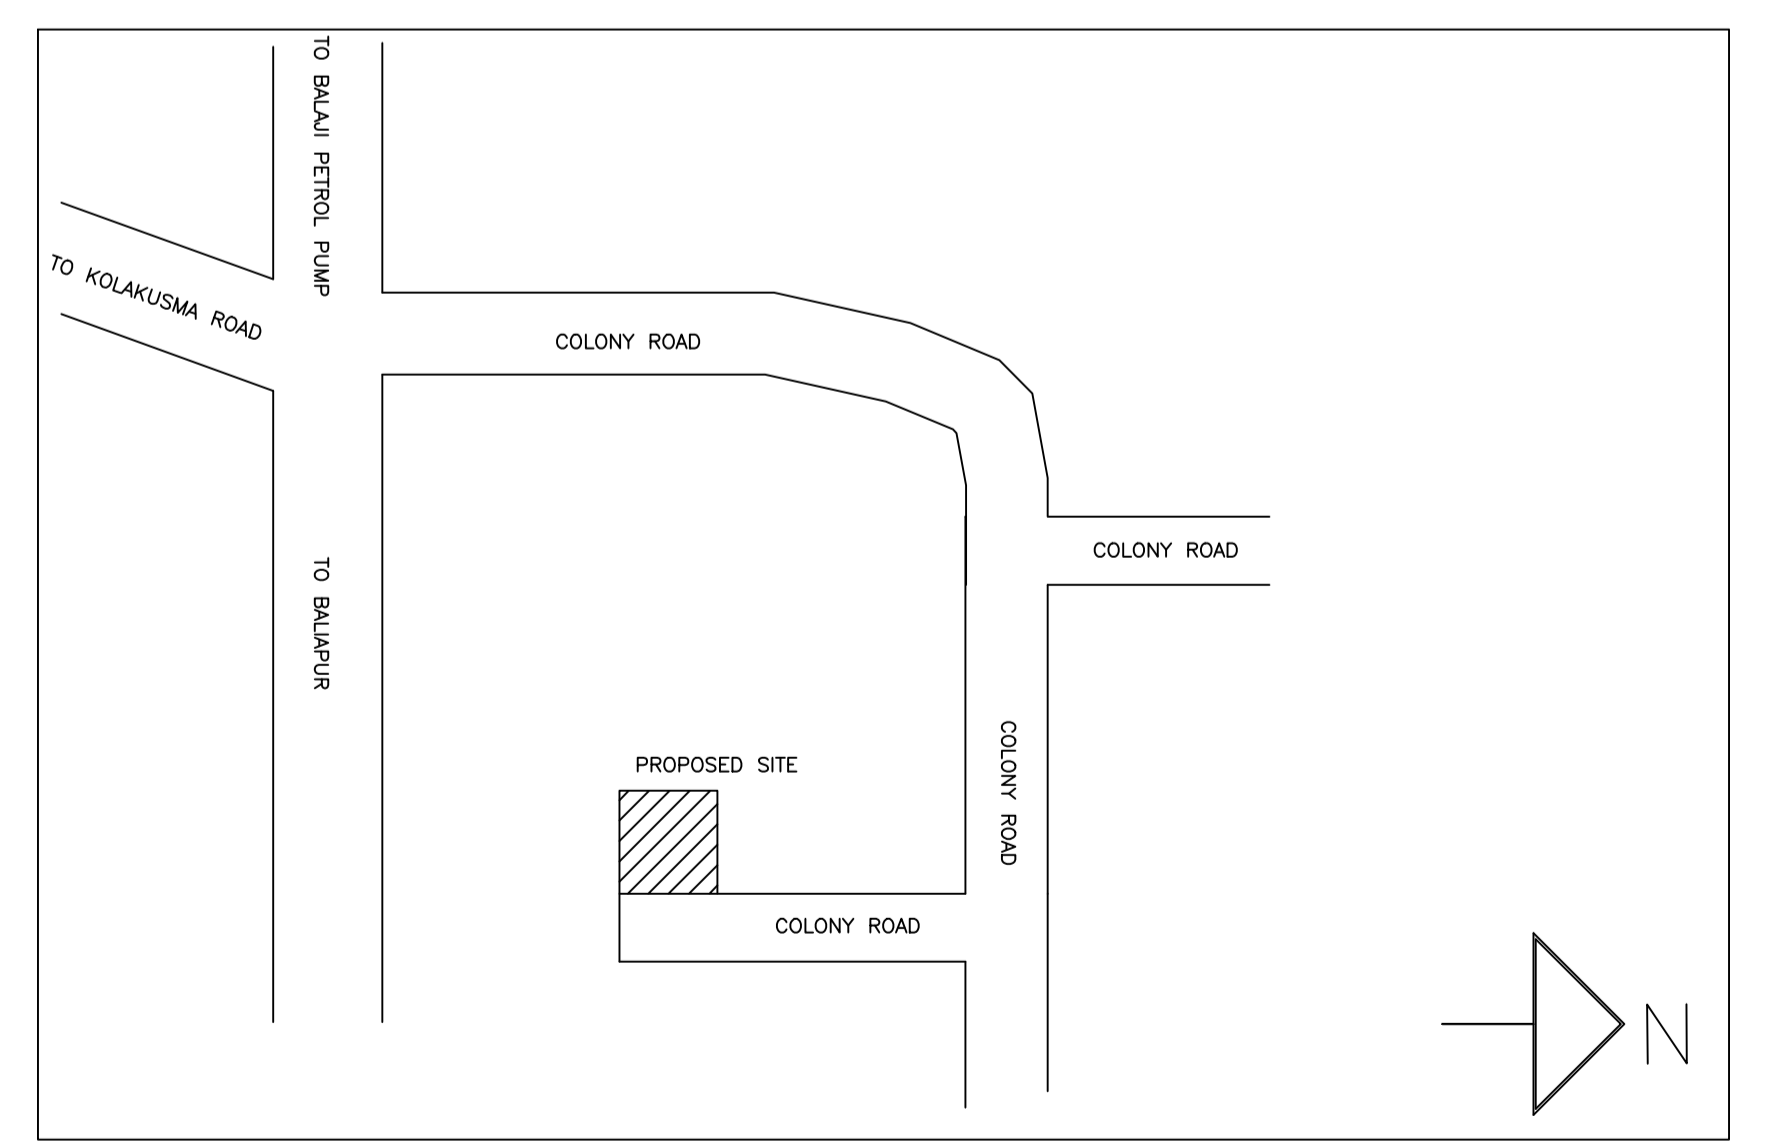 TO BALAJI PETROL PUMP
TO KOLAKUSMA ROAD
COLONY ROAD
COLONY ROAD
TO BALIAPUR
COLONY ROAD
PROPOSED SITE
COLONY ROAD
N